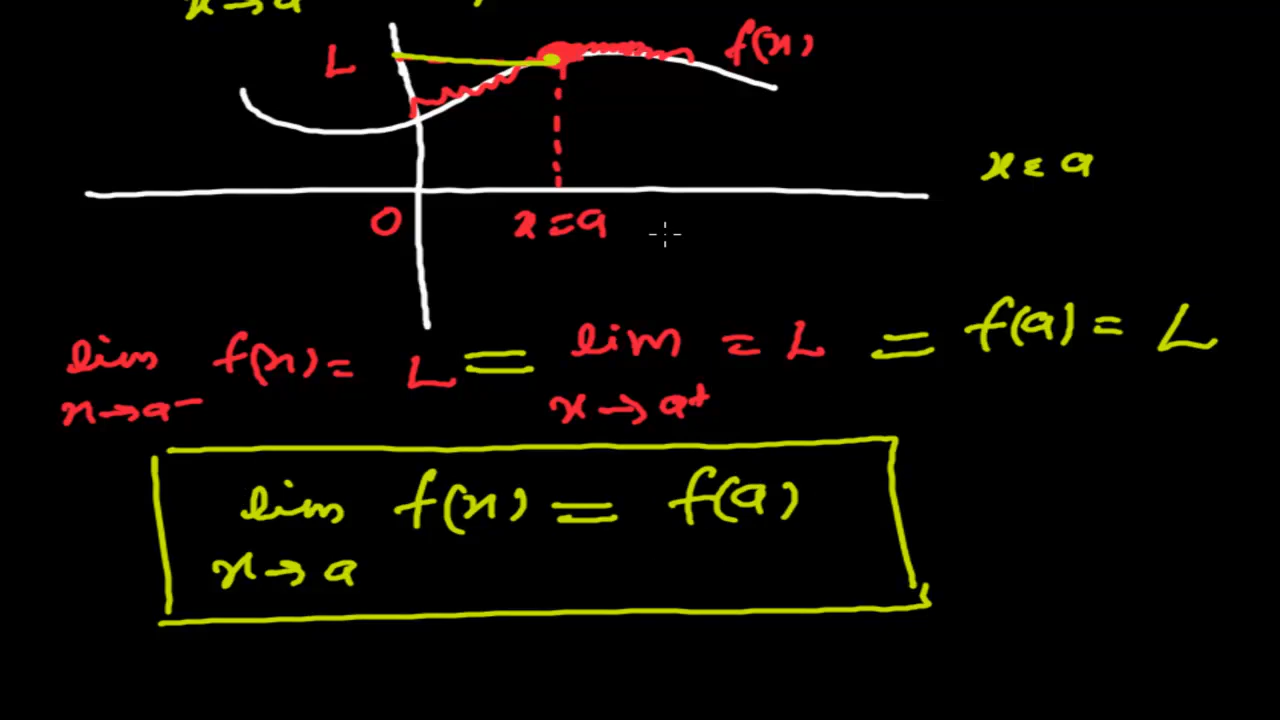 x→a
L
f(x)
x = a
0
x = a
lim f(x) = L = lim = L = f(a) = L
x→a⁻ x→a⁺
lim f(x) = f(a)
x→a